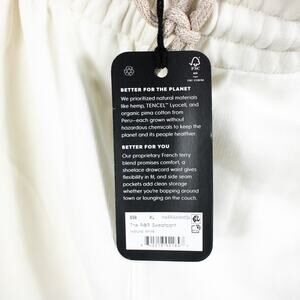 FSC
BETTER FOR THE PLANET
We prioritized natural materials
like hemp, TENCEL™ Lyocell, and
organic pima cotton from
Peru—each grown without
hazardous chemicals to keep the
planet and its people healthier.
BETTER FOR YOU
Our proprietary French terry
blend promises comfort, a
shoelace drawcord waist gives
flexibility in fit, and side seam
pockets add clean storage
whether you're bopping around
town or lounging on the couch.
XL
The R&R Sweatpant
Natural White